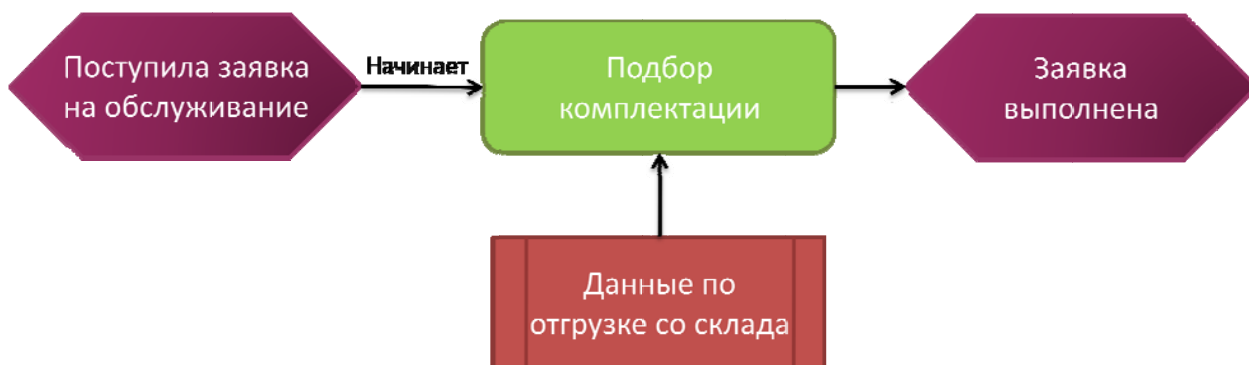 Поступила заявка
на обслуживание
Начинает
Подбор
комплектации
Заявка
выполнена
Данные по
отгрузке со склада